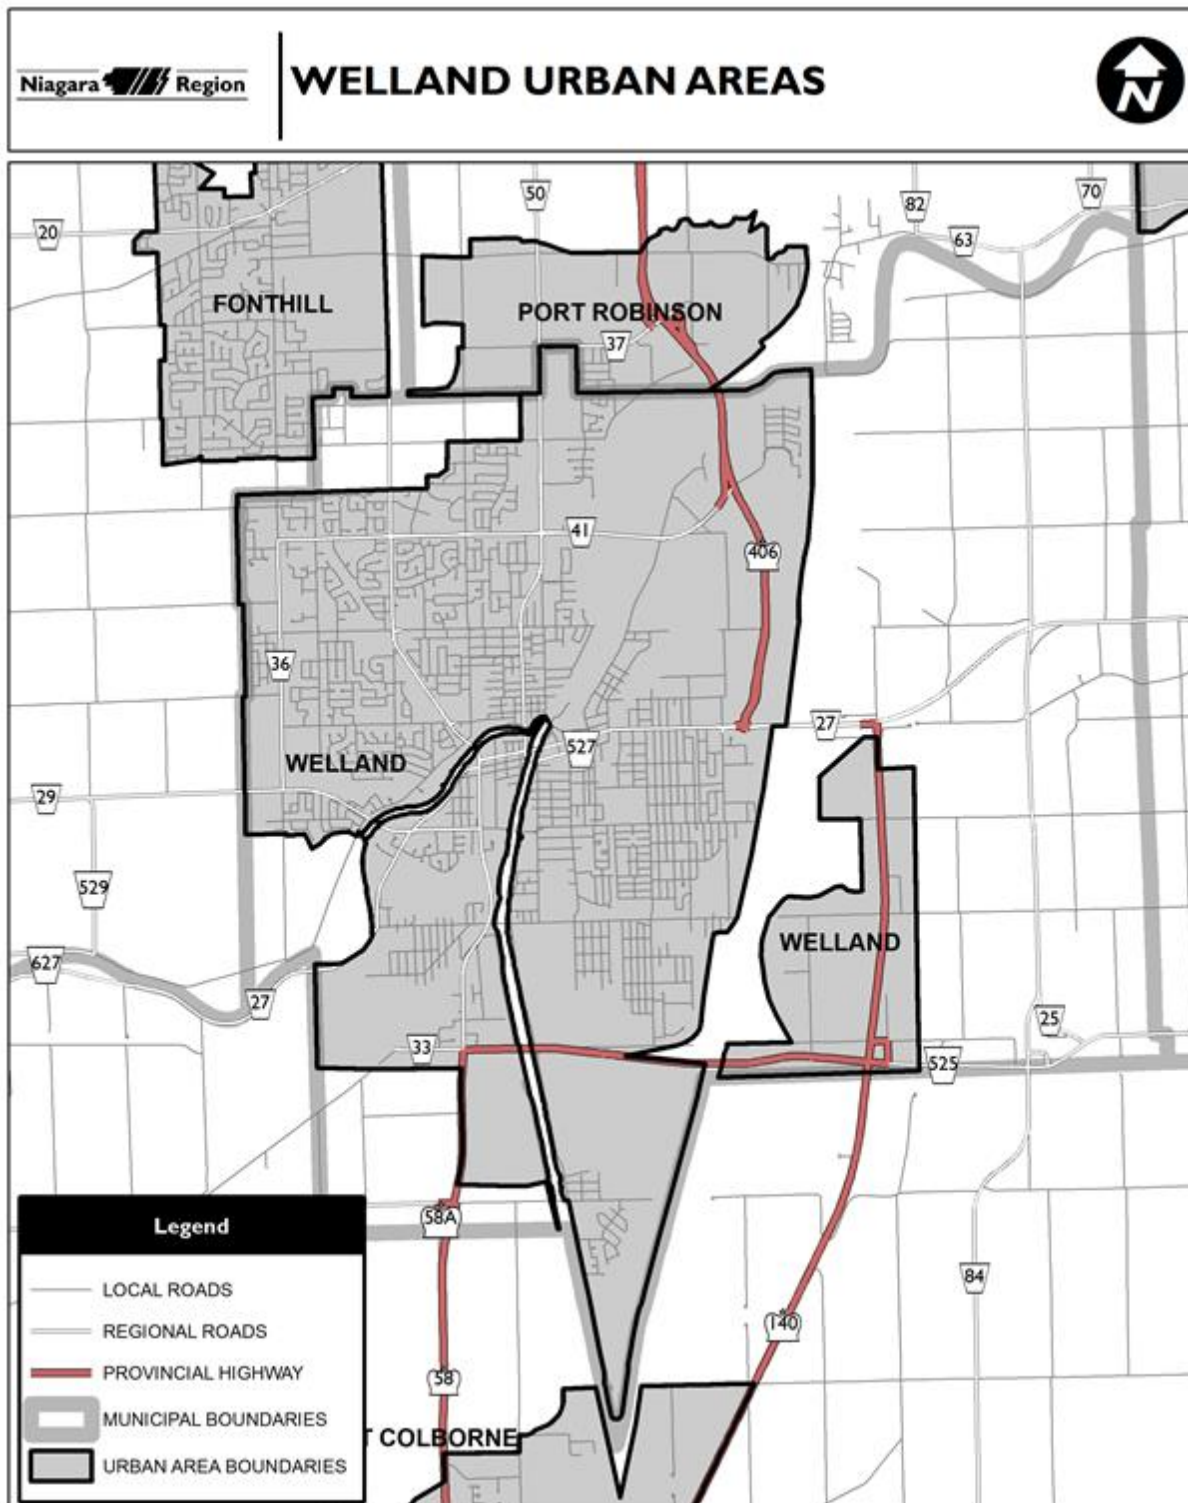 Niagara Region
WELLAND URBAN AREAS
N
50
82
70
20
63
FONTHILL
PORT ROBINSON
37
41
406
36
27
527
WELLAND
29
529
WELLAND
627
27
25
33
525
58A
84
140
58
T COLBORNE
Legend
LOCAL ROADS
REGIONAL ROADS
PROVINCIAL HIGHWAY
MUNICIPAL BOUNDARIES
URBAN AREA BOUNDARIES